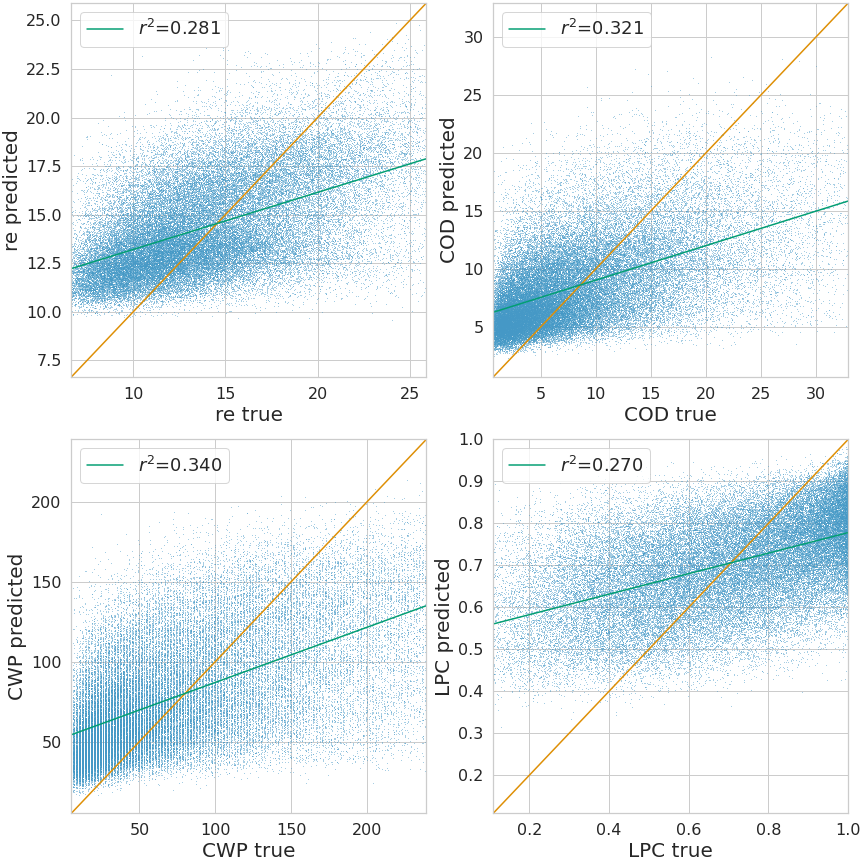 r²=0.281
25.0
22.5
20.0
17.5
15.0
12.5
10.0
7.5
re predicted
10 15 20 25
re true
r²=0.321
30
25
20
15
10
5
COD predicted
5 10 15 20 25 30
COD true
r²=0.340
200
150
100
50
CWP predicted
50 100 150 200
CWP true
r²=0.270
1.0
0.9
0.8
0.7
0.6
0.5
0.4
0.3
0.2
LPC predicted
0.2 0.4 0.6 0.8 1.0
LPC true